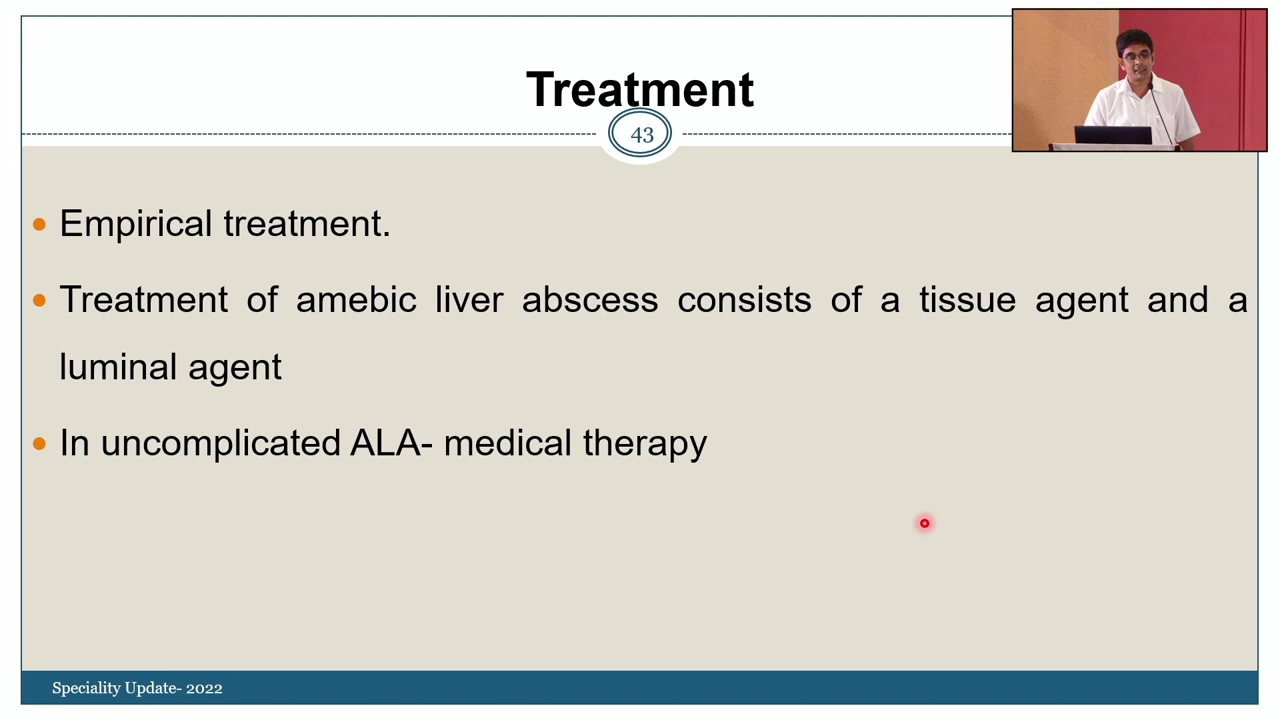 Treatment
43
Empirical treatment.
Treatment of amebic liver abscess consists of a tissue agent and a
luminal agent
In uncomplicated ALA- medical therapy
Speciality Update- 2022